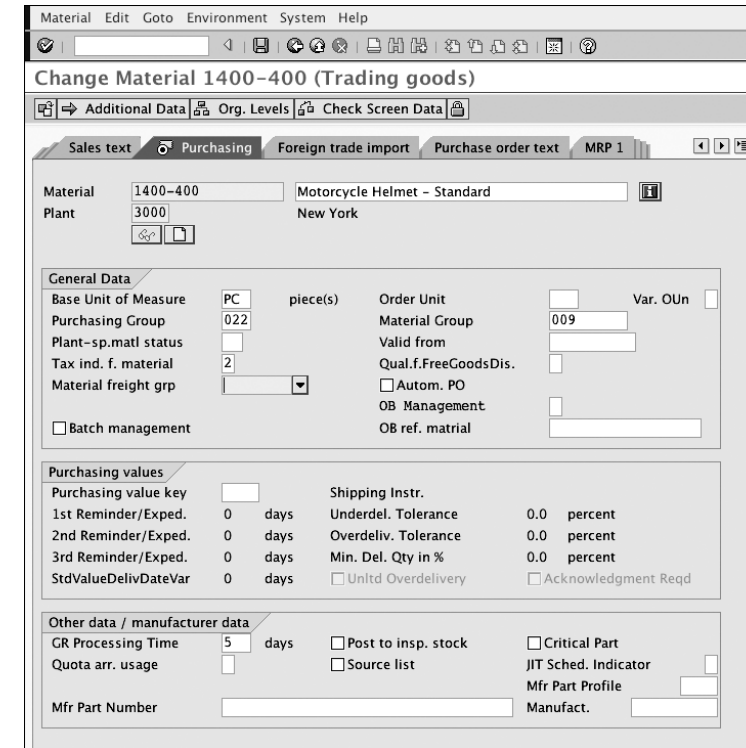 Material Edit Goto Environment System Help
Change Material 1400-400 (Trading goods)
Additional Data Org. Levels Check Screen Data
Sales text Purchasing Foreign trade import Purchase order text MRP 1
Material 1400-400 Motorcycle Helmet - Standard
Plant 3000 New York
General Data
Base Unit of Measure PC piece(s) Order Unit Var. OUn
Purchasing Group 022 Material Group 009
Plant-sp.matl status Valid from
Tax ind. f. material 2 Qual.f.FreeGoodsDis.
Material freight grp Autom. PO
OB Management
Batch management OB ref. matrial
Purchasing values
Purchasing value key Shipping Instr.
1st Reminder/Exped. 0 days Underdel. Tolerance 0.0 percent
2nd Reminder/Exped. 0 days Overdeliv. Tolerance 0.0 percent
3rd Reminder/Exped. 0 days Min. Del. Qty in % 0.0 percent
StdValueDelivDateVar 0 days Unltd Overdelivery Acknowledgment Reqd
Other data / manufacturer data
GR Processing Time 5 days Post to insp. stock Critical Part
Quota arr. usage Source list JIT Sched. Indicator
Mfr Part Profile
Mfr Part Number Manufact.